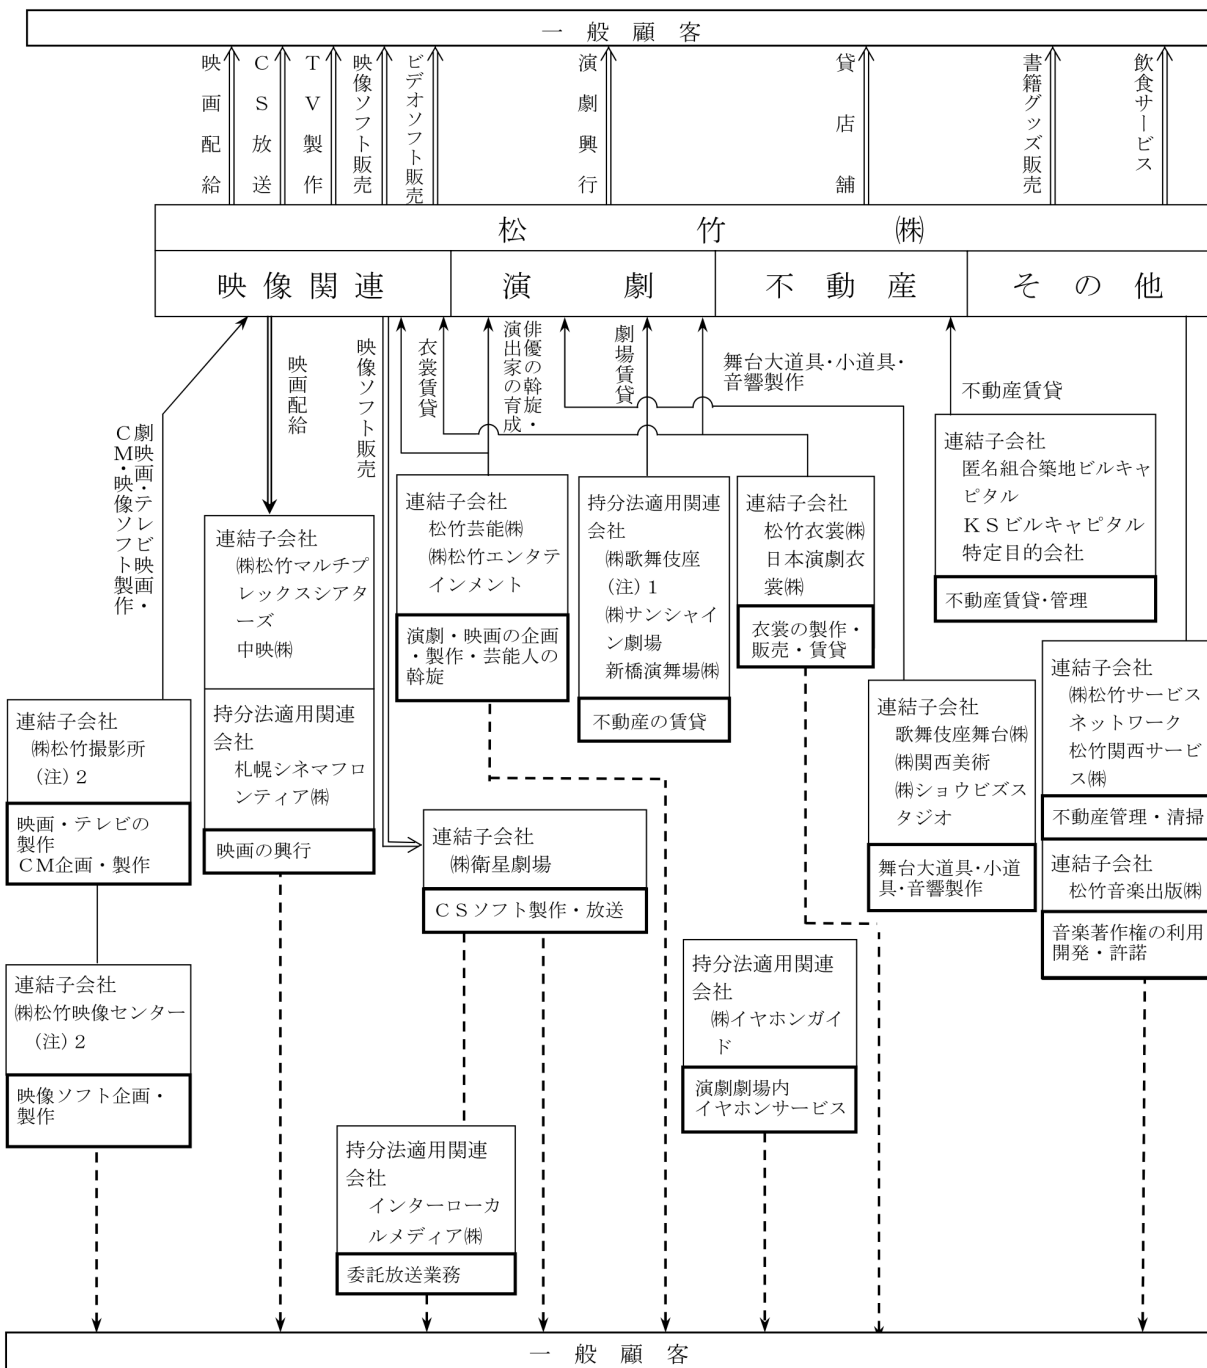 一般顧客
映画配給
CS放送
TV製作
映像ソフト販売
ビデオソフト販売
演劇興行
貸店舗
書籍グッズ販売
飲食サービス
松竹㈱
映像関連
演劇
不動産
その他
劇映画・テレビ映画・
CM・映像ソフト製作
映画配給
映像ソフト販売
衣裳賃貸
俳優の斡旋・
演出家の育成
劇場賃貸
舞台大道具・小道具・
音響製作
不動産賃貸
連結子会社
匿名組合築地ビルキャ
ピタル
KSビルキャピタル
特定目的会社
不動産賃貸・管理
連結子会社
㈱松竹マルチプ
レックスシアタ
ーズ
中映㈱
持分法適用関連
会社
札幌シネマフロ
ンティア㈱
映画の興行
連結子会社
松竹芸能㈱
㈱松竹エンタテ
インメント
演劇・映画の企画
・製作・芸能人の
斡旋
持分法適用関連
会社
㈱歌舞伎座
(注)1
㈱サンシャイ
ン劇場
新橋演舞場㈱
不動産の賃貸
連結子会社
松竹衣裳㈱
日本演劇衣
裳㈱
衣裳の製作・
販売・賃貸
連結子会社
歌舞伎座舞台㈱
㈱関西美術
㈱ショウビズス
タジオ
舞台大道具・小道
具・音響製作
連結子会社
㈱松竹サービス
ネットワーク
松竹関西サービ
ス㈱
不動産管理・清掃
連結子会社
松竹音楽出版㈱
音楽著作権の利用
開発・許諾
連結子会社
㈱松竹撮影所
(注)2
映画・テレビの
製作
CM企画・製作
連結子会社
㈱松竹映像センター
(注)2
映像ソフト企画・
製作
連結子会社
㈱衛星劇場
CSソフト製作・放送
持分法適用関連
会社
㈱イヤホンガイ
ド
演劇劇場内
イヤホンサービス
持分法適用関連
会社
インターローカ
ルメディア㈱
委託放送業務
一般顧客